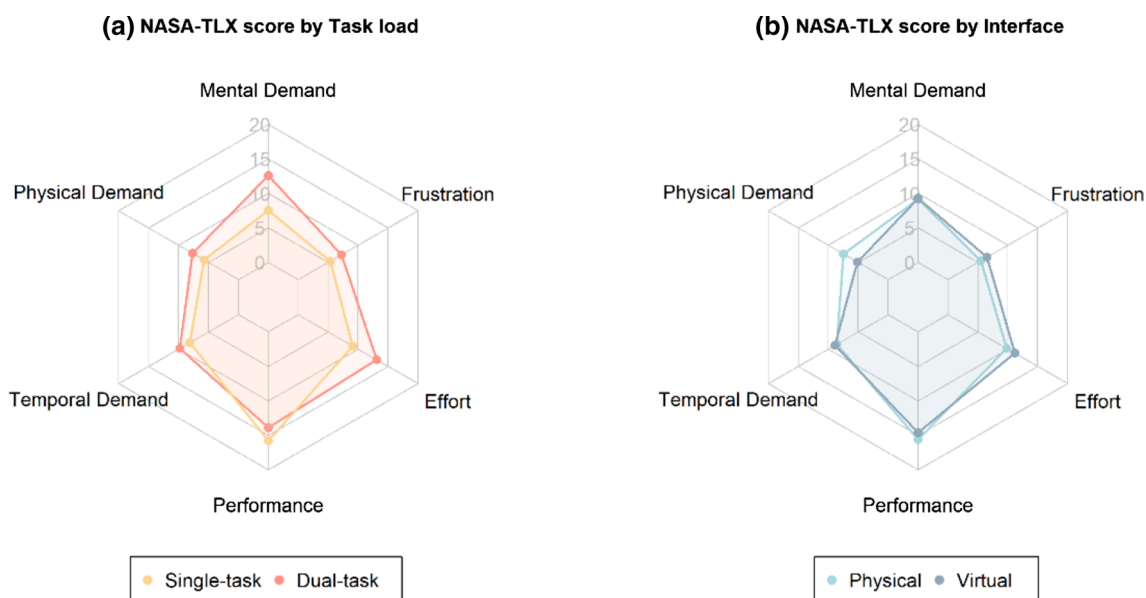 (a) NASA-TLX score by Task load
Mental Demand
20
15
10
5
0
Physical Demand
Frustration
Temporal Demand
Effort
Performance
Single-task
Dual-task
(b) NASA-TLX score by Interface
Mental Demand
20
15
10
5
0
Physical Demand
Frustration
Temporal Demand
Effort
Performance
Physical
Virtual